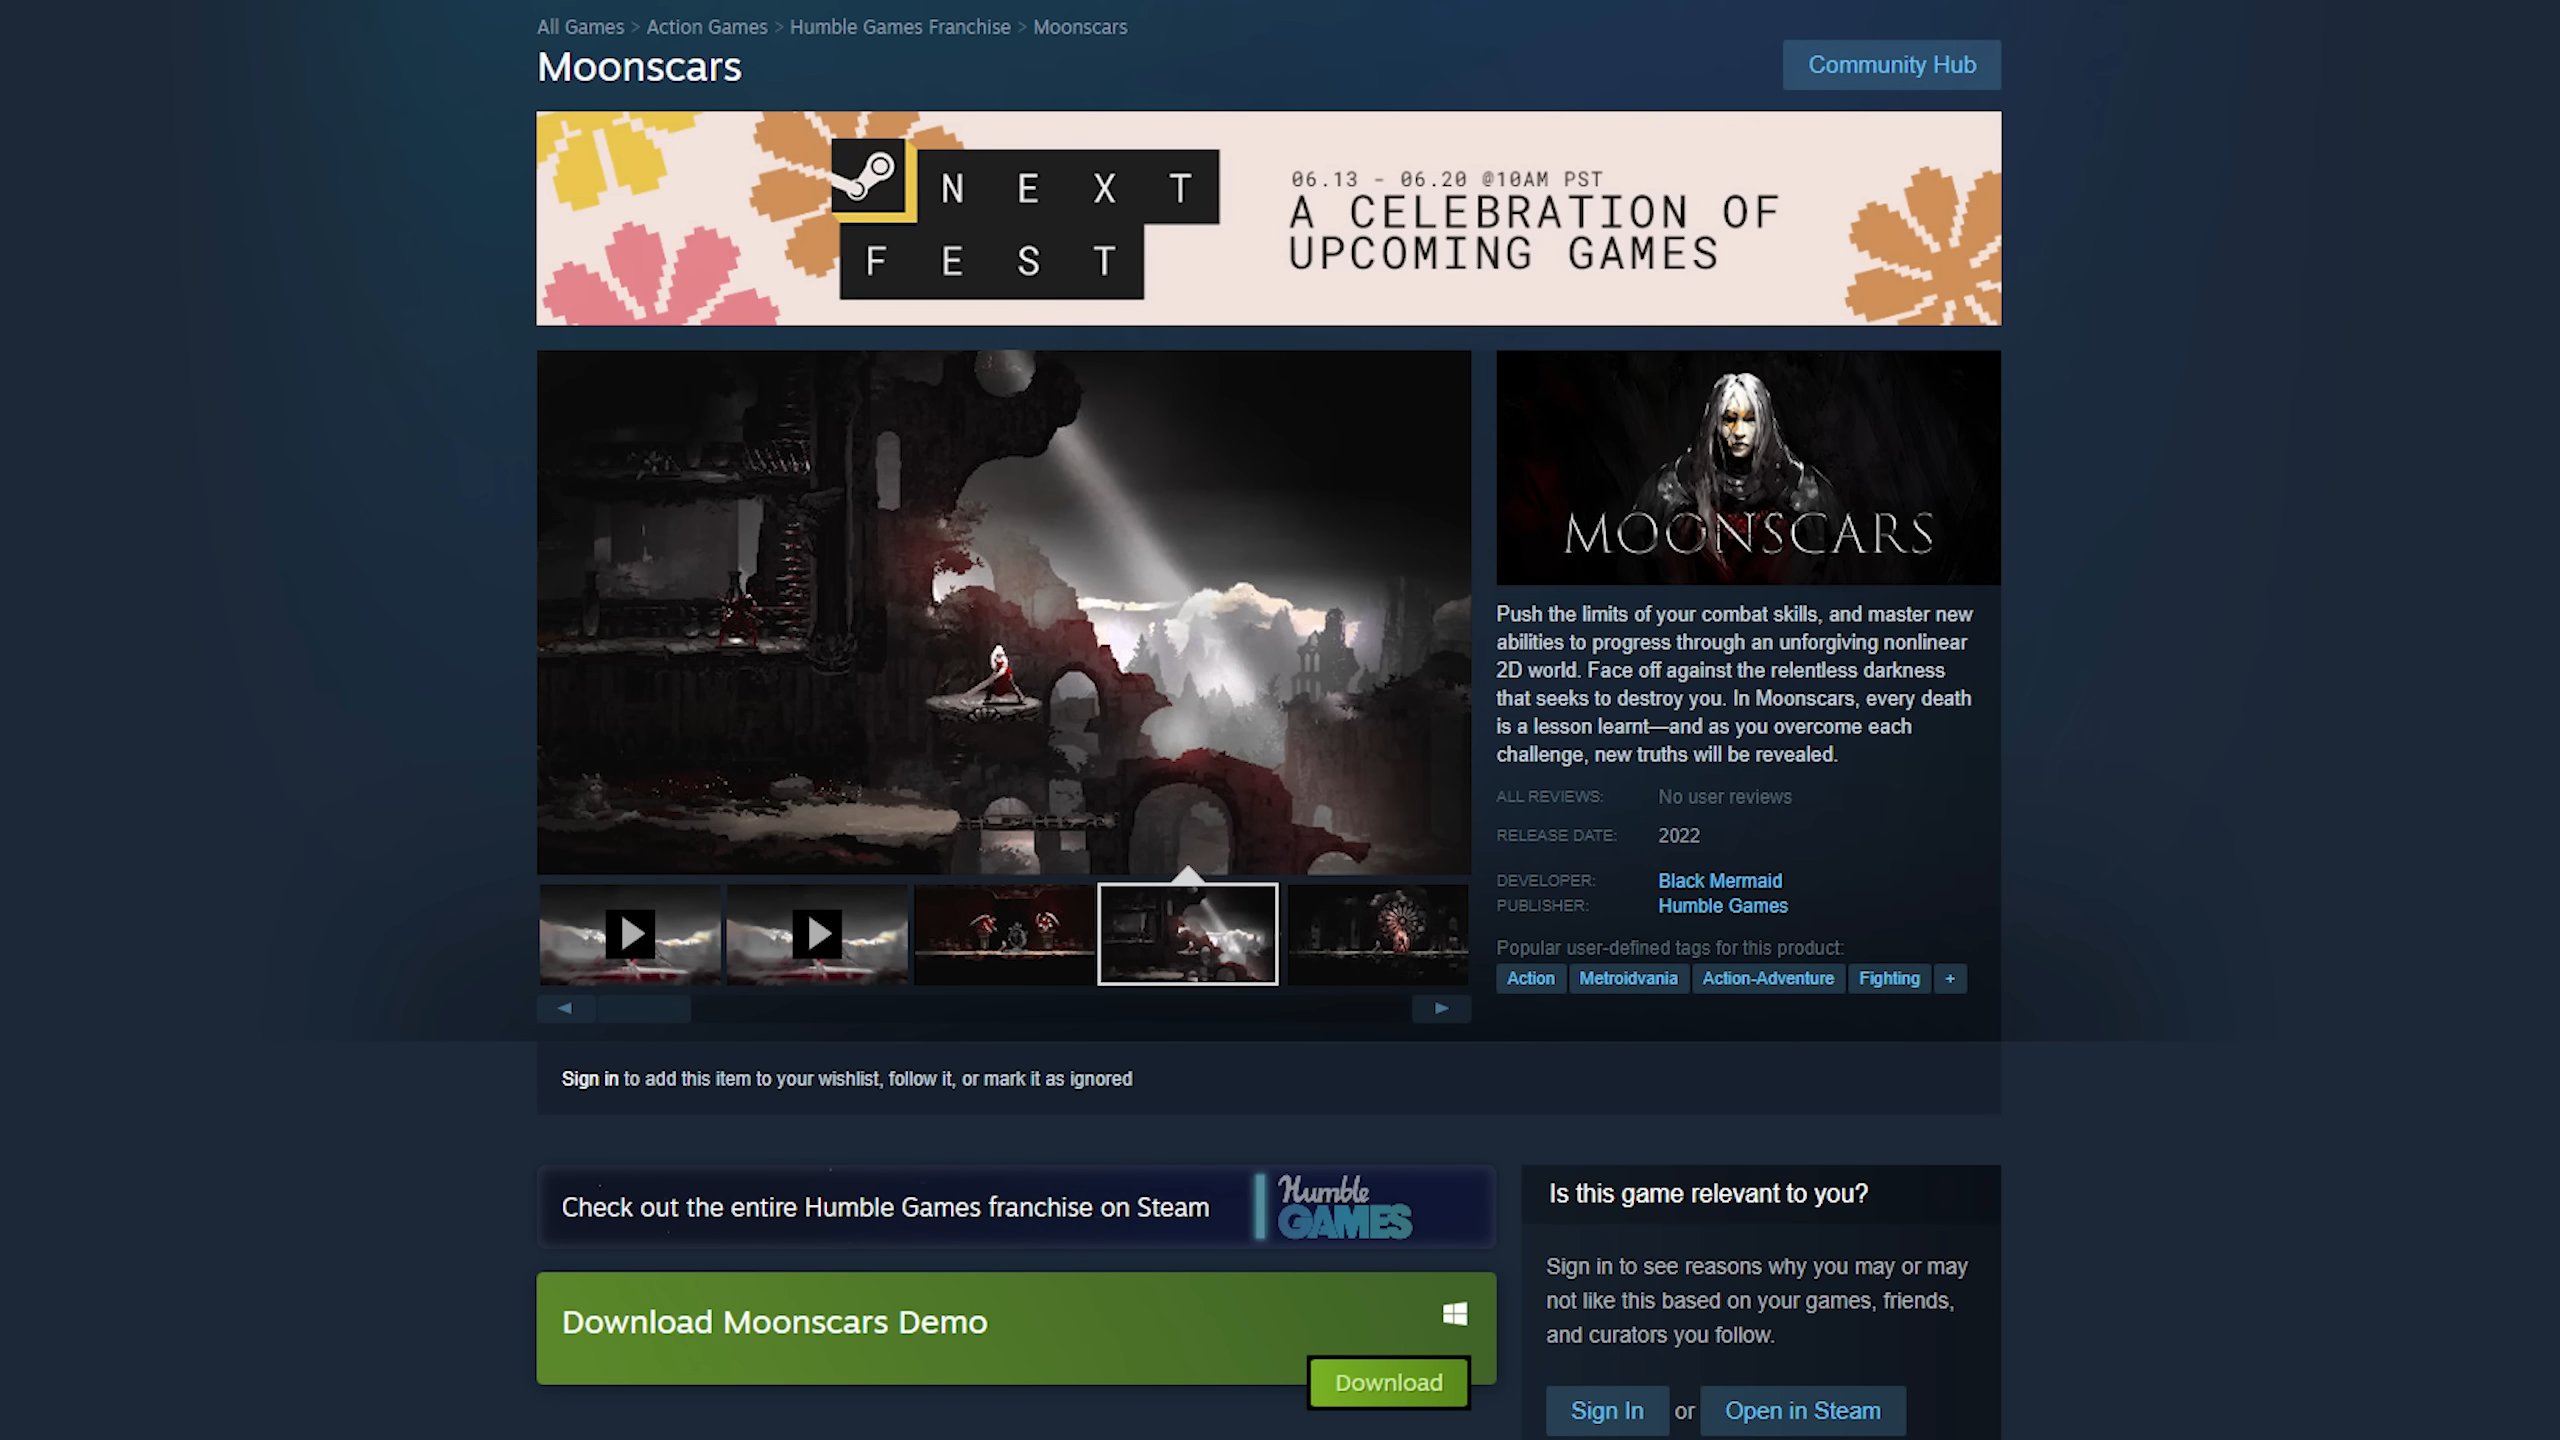 All Games > Action Games > Humble Games Franchise > Moonscars
Moonscars
Community Hub
NEXT
FEST
06.13 - 06.20 @10AM PST
A CELEBRATION OF
UPCOMING GAMES
MOONSCARS
Push the limits of your combat skills, and master new
abilities to progress through an unforgiving nonlinear
2D world. Face off against the relentless darkness
that seeks to destroy you. In Moonscars, every death
is a lesson learnt—and as you overcome each
challenge, new truths will be revealed.
ALL REVIEWS: No user reviews
RELEASE DATE: 2022
DEVELOPER: Black Mermaid
PUBLISHER: Humble Games
Popular user-defined tags for this product:
Action Metroidvania Action-Adventure Fighting +
Sign in to add this item to your wishlist, follow it, or mark it as ignored
Check out the entire Humble Games franchise on Steam
Humble
GAMES
Download Moonscars Demo
Download
Is this game relevant to you?
Sign in to see reasons why you may or may
not like this based on your games, friends,
and curators you follow.
Sign In or Open in Steam